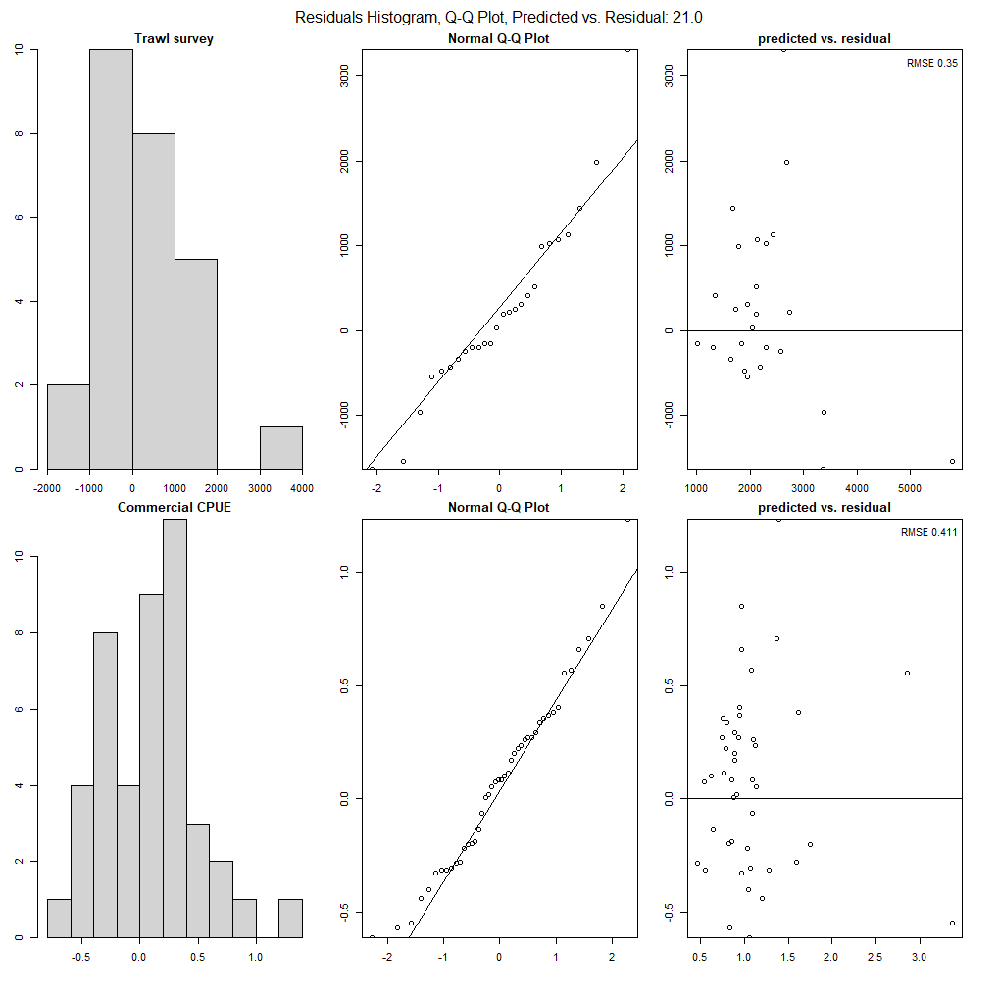 Residuals Histogram, Q-Q Plot, Predicted vs. Residual: 21.0
Trawl survey
0
2
4
6
8
10
-2000 -1000 0 1000 2000 3000 4000
Normal Q-Q Plot
-1000
0
1000
2000
3000
-2 -1 0 1 2
predicted vs. residual
RMSE 0.35
-1000
0
1000
2000
3000
1000 2000 3000 4000 5000
Commercial CPUE
0
2
4
6
8
10
-0.5 0.0 0.5 1.0
Normal Q-Q Plot
-0.5
0.0
0.5
1.0
-2 -1 0 1 2
predicted vs. residual
RMSE 0.411
-0.5
0.0
0.5
1.0
0.5 1.0 1.5 2.0 2.5 3.0